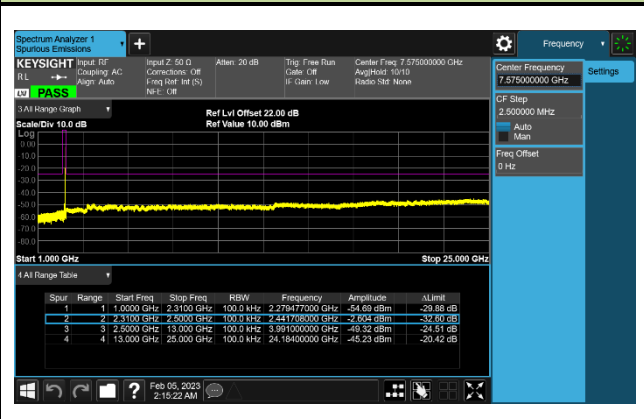 Spectrum Analyzer 1
Spurious Emissions
+
Frequency
KEYSIGHT Input: RF Input Z: 50 Ω Atten: 20 dB Trig: Free Run Center Freq: 7.575000000 GHz
RL Coupling: AC Corrections: Off Gate: Off Avg|Hold: 10/10
Align: Auto Freq Ref: Int (S) IF Gain: Low Radio Std: None
NFE: Off
PASS
Center Frequency
7.575000000 GHz
Settings
CF Step
2.500000 MHz
Auto
Man
Freq Offset
0 Hz
3 All Range Graph
Ref Lvl Offset 22.00 dB
Scale/Div 10.0 dB Ref Value 10.00 dBm
Log
0.00
-10.0
-20.0
-30.0
-40.0
-50.0
-60.0
-70.0
-80.0
Start 1.000 GHz Stop 25.000 GHz
4 All Range Table
Spur Range Start Freq Stop Freq RBW Frequency Amplitude ΔLimit
1 1 1.0000 GHz 2.3100 GHz 100.0 kHz 2.279477000 GHz -54.69 dBm -29.88 dB
2 2 2.3100 GHz 2.5000 GHz 100.0 kHz 2.441708000 GHz -2.604 dBm -32.60 dB
3 3 2.5000 GHz 13.000 GHz 100.0 kHz 3.991000000 GHz -49.32 dBm -24.51 dB
4 4 13.000 GHz 25.000 GHz 100.0 kHz 24.18400000 GHz -45.23 dBm -20.42 dB
?
Feb 05, 2023
2:15:22 AM